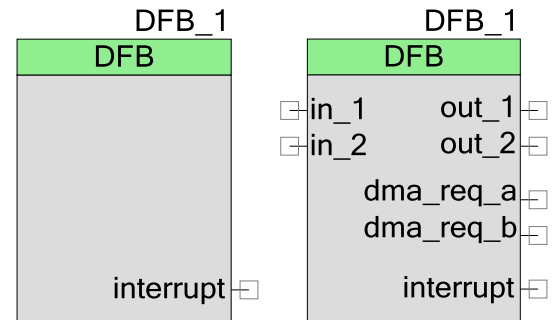 DFB_1
DFB
interrupt
DFB_1
DFB
in_1
out_1
in_2
out_2
dma_req_a
dma_req_b
interrupt